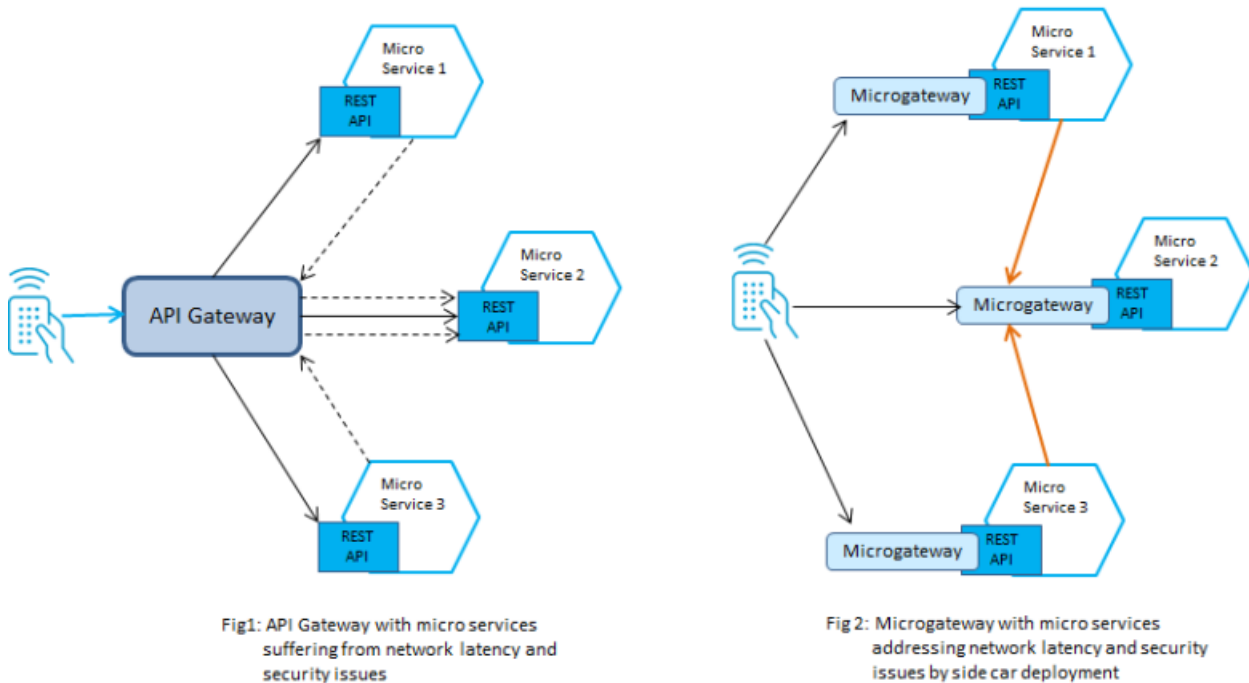 Micro
Service 1
REST
API
Micro
Service 2
API Gateway
REST
API
Micro
Service 3
REST
API
Fig1: API Gateway with micro services
suffering from network latency and
security issues
Micro
Service 1
Microgateway
REST
API
Micro
Service 2
Microgateway
REST
API
Micro
Service 3
Microgateway
REST
API
Fig 2: Microgateway with micro services
addressing network latency and security
issues by side car deployment